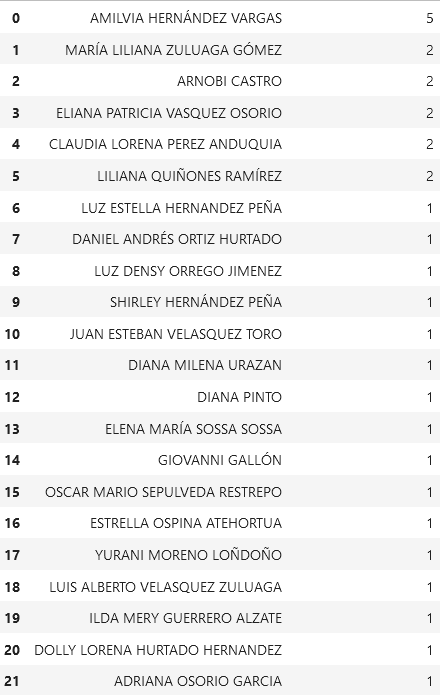 0 AMILVIA HERNÁNDEZ VARGAS 5
1 MARÍA LILIANA ZULUAGA GÓMEZ 2
2 ARNOBI CASTRO 2
3 ELIANA PATRICIA VASQUEZ OSORIO 2
4 CLAUDIA LORENA PEREZ ANDUQUIA 2
5 LILIANA QUIÑONES RAMÍREZ 2
6 LUZ ESTELLA HERNANDEZ PEÑA 1
7 DANIEL ANDRÉS ORTIZ HURTADO 1
8 LUZ DENSY ORREGO JIMENEZ 1
9 SHIRLEY HERNÁNDEZ PEÑA 1
10 JUAN ESTEBAN VELASQUEZ TORO 1
11 DIANA MILENA URAZAN 1
12 DIANA PINTO 1
13 ELENA MARÍA SOSSA SOSSA 1
14 GIOVANNI GALLÓN 1
15 OSCAR MARIO SEPULVEDA RESTREPO 1
16 ESTRELLA OSPINA ATEHORTUA 1
17 YURANI MORENO LOÑDOÑO 1
18 LUIS ALBERTO VELASQUEZ ZULUAGA 1
19 ILDA MERY GUERRERO ALZATE 1
20 DOLLY LORENA HURTADO HERNANDEZ 1
21 ADRIANA OSORIO GARCIA 1